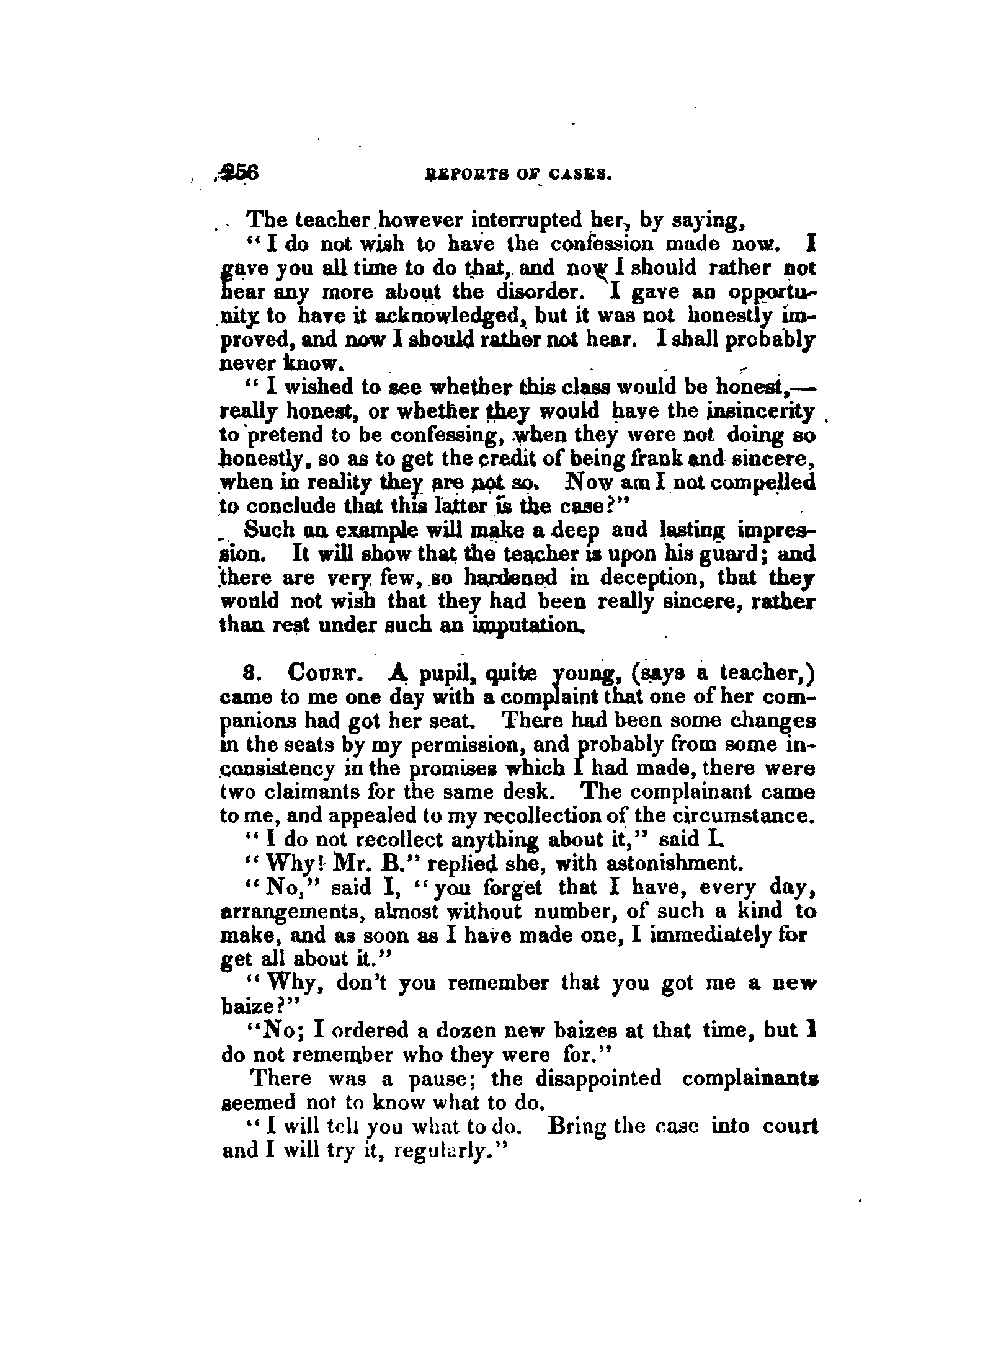 256 REPORTS OF CASES.
The teacher however interrupted her, by saying,
"I do not wish to have the confession made now. I
gave you all time to do that, and now I should rather not
hear any more about the disorder. I gave an opportu-
nity to have it acknowledged, but it was not honestly im-
proved, and now I should rather not hear. I shall probably
never know.
"I wished to see whether this class would be honest,—
really honest, or whether they would have the insincerity
to pretend to be confessing, when they were not doing so
honestly, so as to get the credit of being frank and sincere,
when in reality they are not so. Now am I not compelled
to conclude that this latter is the case?"
Such an example will make a deep and lasting impres-
sion. It will show that the teacher is upon his guard; and
there are very few, so hardened in deception, that they
would not wish that they had been really sincere, rather
than rest under such an imputation.
8. COURT. A pupil, quite young, (says a teacher,)
came to me one day with a complaint that one of her com-
panions had got her seat. There had been some changes
in the seats by my permission, and probably from some in-
consistency in the promises which I had made, there were
two claimants for the same desk. The complainant came
to me, and appealed to my recollection of the circumstance.
"I do not recollect anything about it," said I.
"Why! Mr. B." replied she, with astonishment.
"No," said I, "you forget that I have, every day,
arrangements, almost without number, of such a kind to
make, and as soon as I have made one, I immediately for
get all about it."
"Why, don't you remember that you got me a new
baize?"
"No; I ordered a dozen new baizes at that time, but I
do not remember who they were for."
There was a pause; the disappointed complainants
seemed not to know what to do.
"I will tell you what to do. Bring the case into court
and I will try it, regularly."